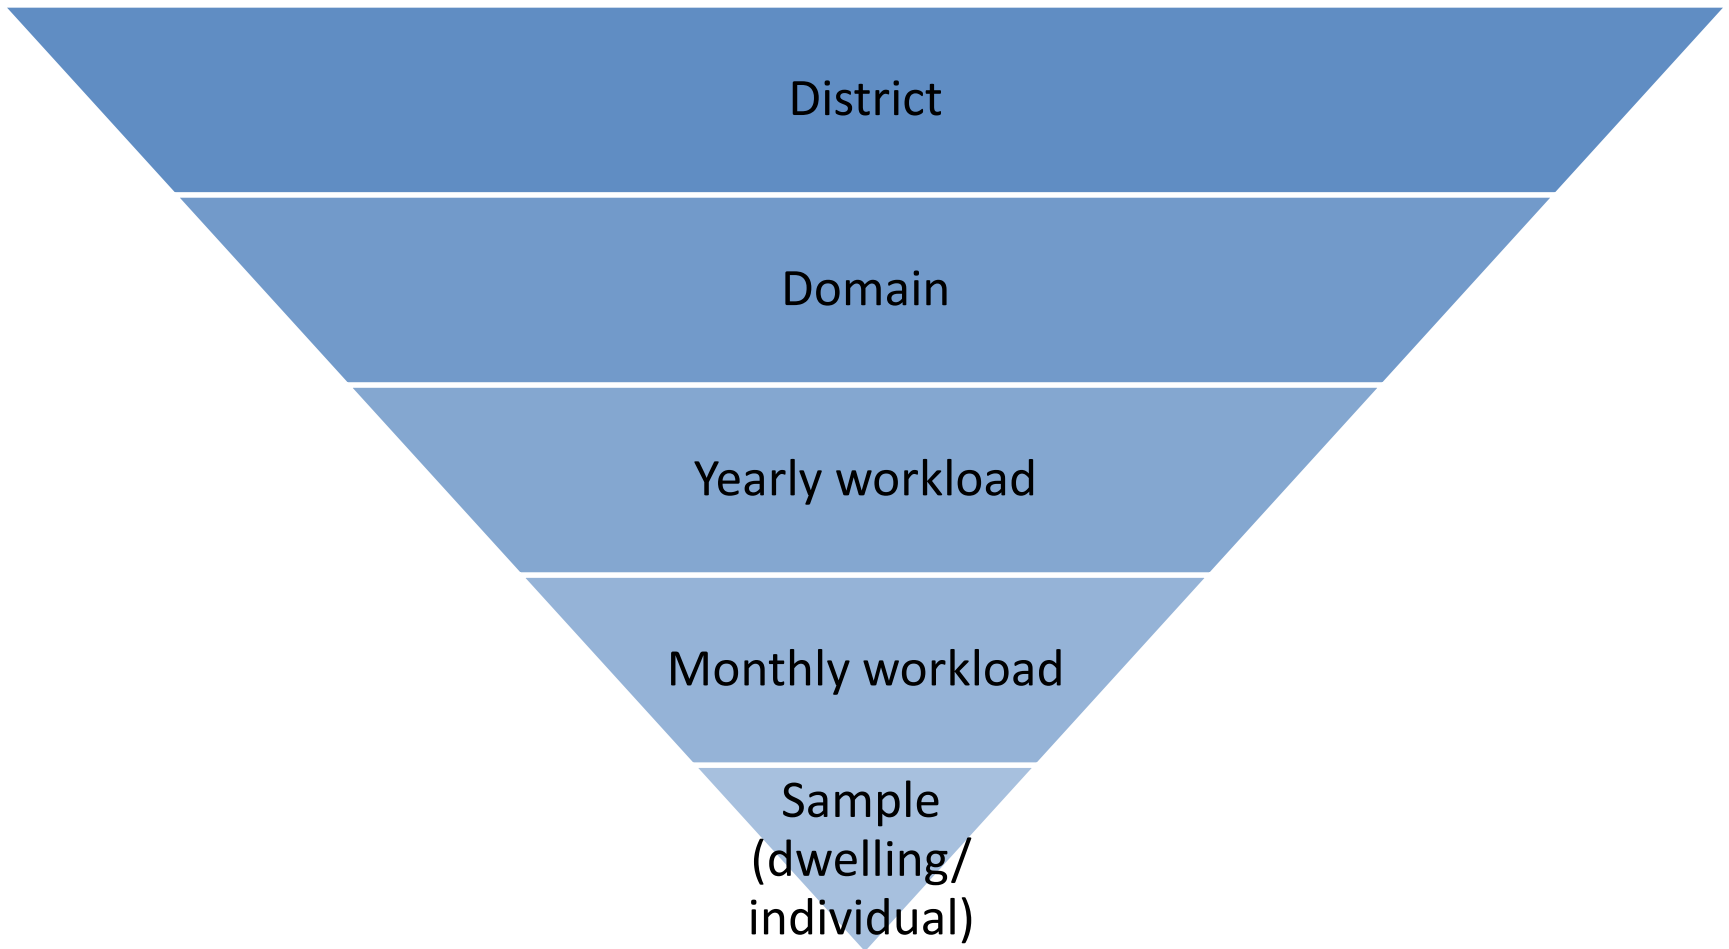 District
Domain
Yearly workload
Monthly workload
Sample
(dwelling/
individual)